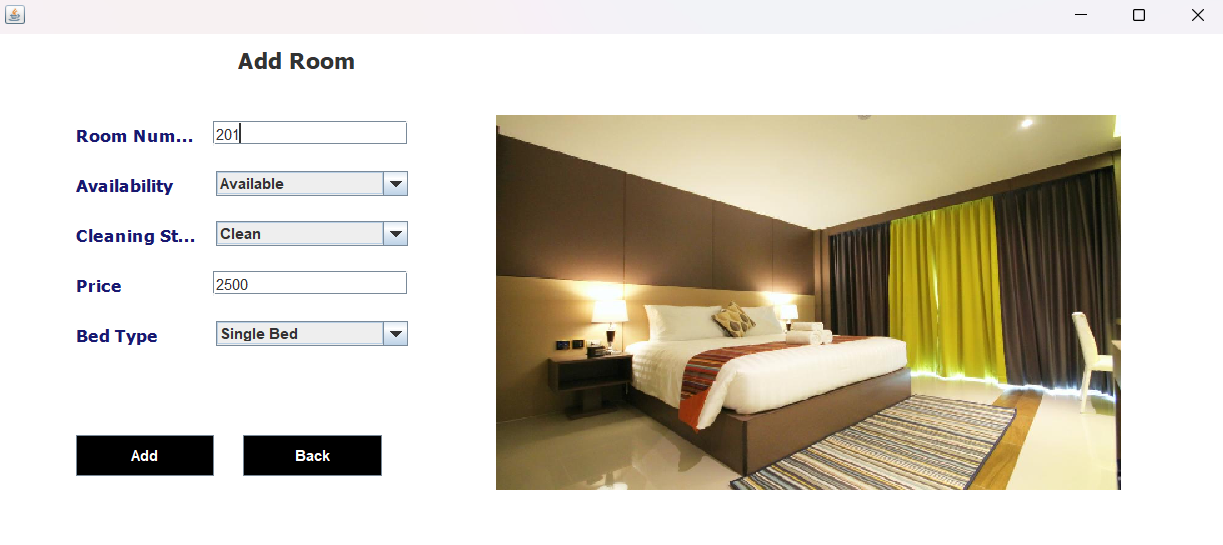 Add Room
Room Num... 201
Availability Available
Cleaning St... Clean
Price 2500
Bed Type Single Bed
Add Back